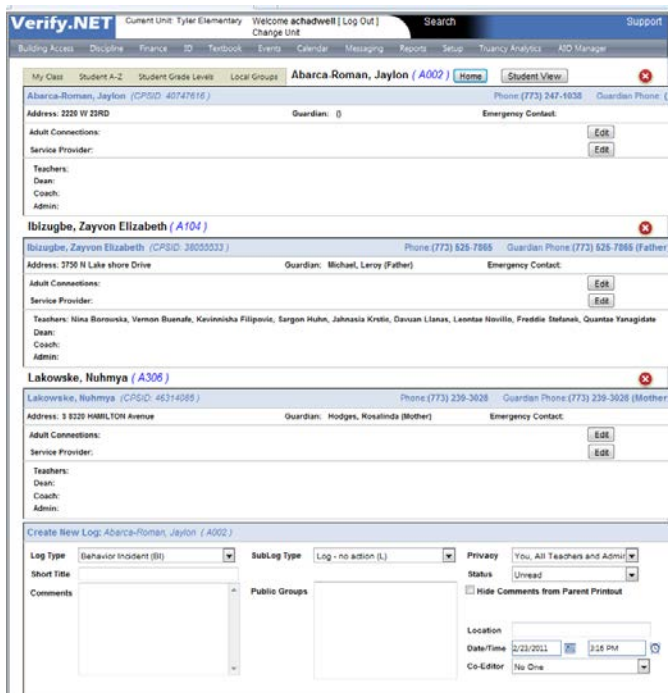 Verify.NET Current Unit: Tyler Elementary Welcome achadwell [ Log Out ] Search Support
Change Unit
Building Access Discipline Finance ID Textbook Events Calendar Messaging Reports Setup Truancy Analytics AIO Manager
My Class Student A-Z Student Grade Levels Local Groups Abarca-Roman, Jaylon ( A002 ) Home Student View
Abarca-Roman, Jaylon (CPSID: 40747616 ) Phone:(773) 247-1038 Guardian Phone: (
Address: 2220 W 23RD Guardian: () Emergency Contact:
Adult Connections: Edit
Service Provider: Edit
Teachers:
Dean:
Coach:
Admin:
Ibizugbe, Zayvon Elizabeth ( A104 )
Ibizugbe, Zayvon Elizabeth (CPSID: 38055533 ) Phone:(773) 525-7865 Guardian Phone:(773) 525-7865 (Father
Address: 3750 N Lake shore Drive Guardian: Michael, Leroy (Father) Emergency Contact:
Adult Connections: Edit
Service Provider: Edit
Teachers: Nina Borowska, Vernon Buenafe, Kevinnisha Filipovic, Sargon Huhn, Jahnasia Krstic, Davuan Llanas, Leontae Novillo, Freddie Stefanek, Quantae Yanagidate
Dean:
Coach:
Admin:
Lakowske, Nuhmya ( A306 )
Lakowske, Nuhmya (CPSID: 46314085 ) Phone:(773) 239-3028 Guardian Phone:(773) 239-3028 (Mother
Address: S 8320 HAMILTON Avenue Guardian: Hodges, Rosalinda (Mother) Emergency Contact:
Adult Connections: Edit
Service Provider: Edit
Teachers:
Dean:
Coach:
Admin:
Create New Log: Abarca-Roman, Jaylon ( A002 )
Log Type Behavior Incident (BI) SubLog Type Log - no action (L) Privacy You, All Teachers and Admir
Short Title Status Unread
Comments Public Groups Hide Comments from Parent Printout
Location
Date/Time 2/23/2011 3:16 PM
Co-Editor No One